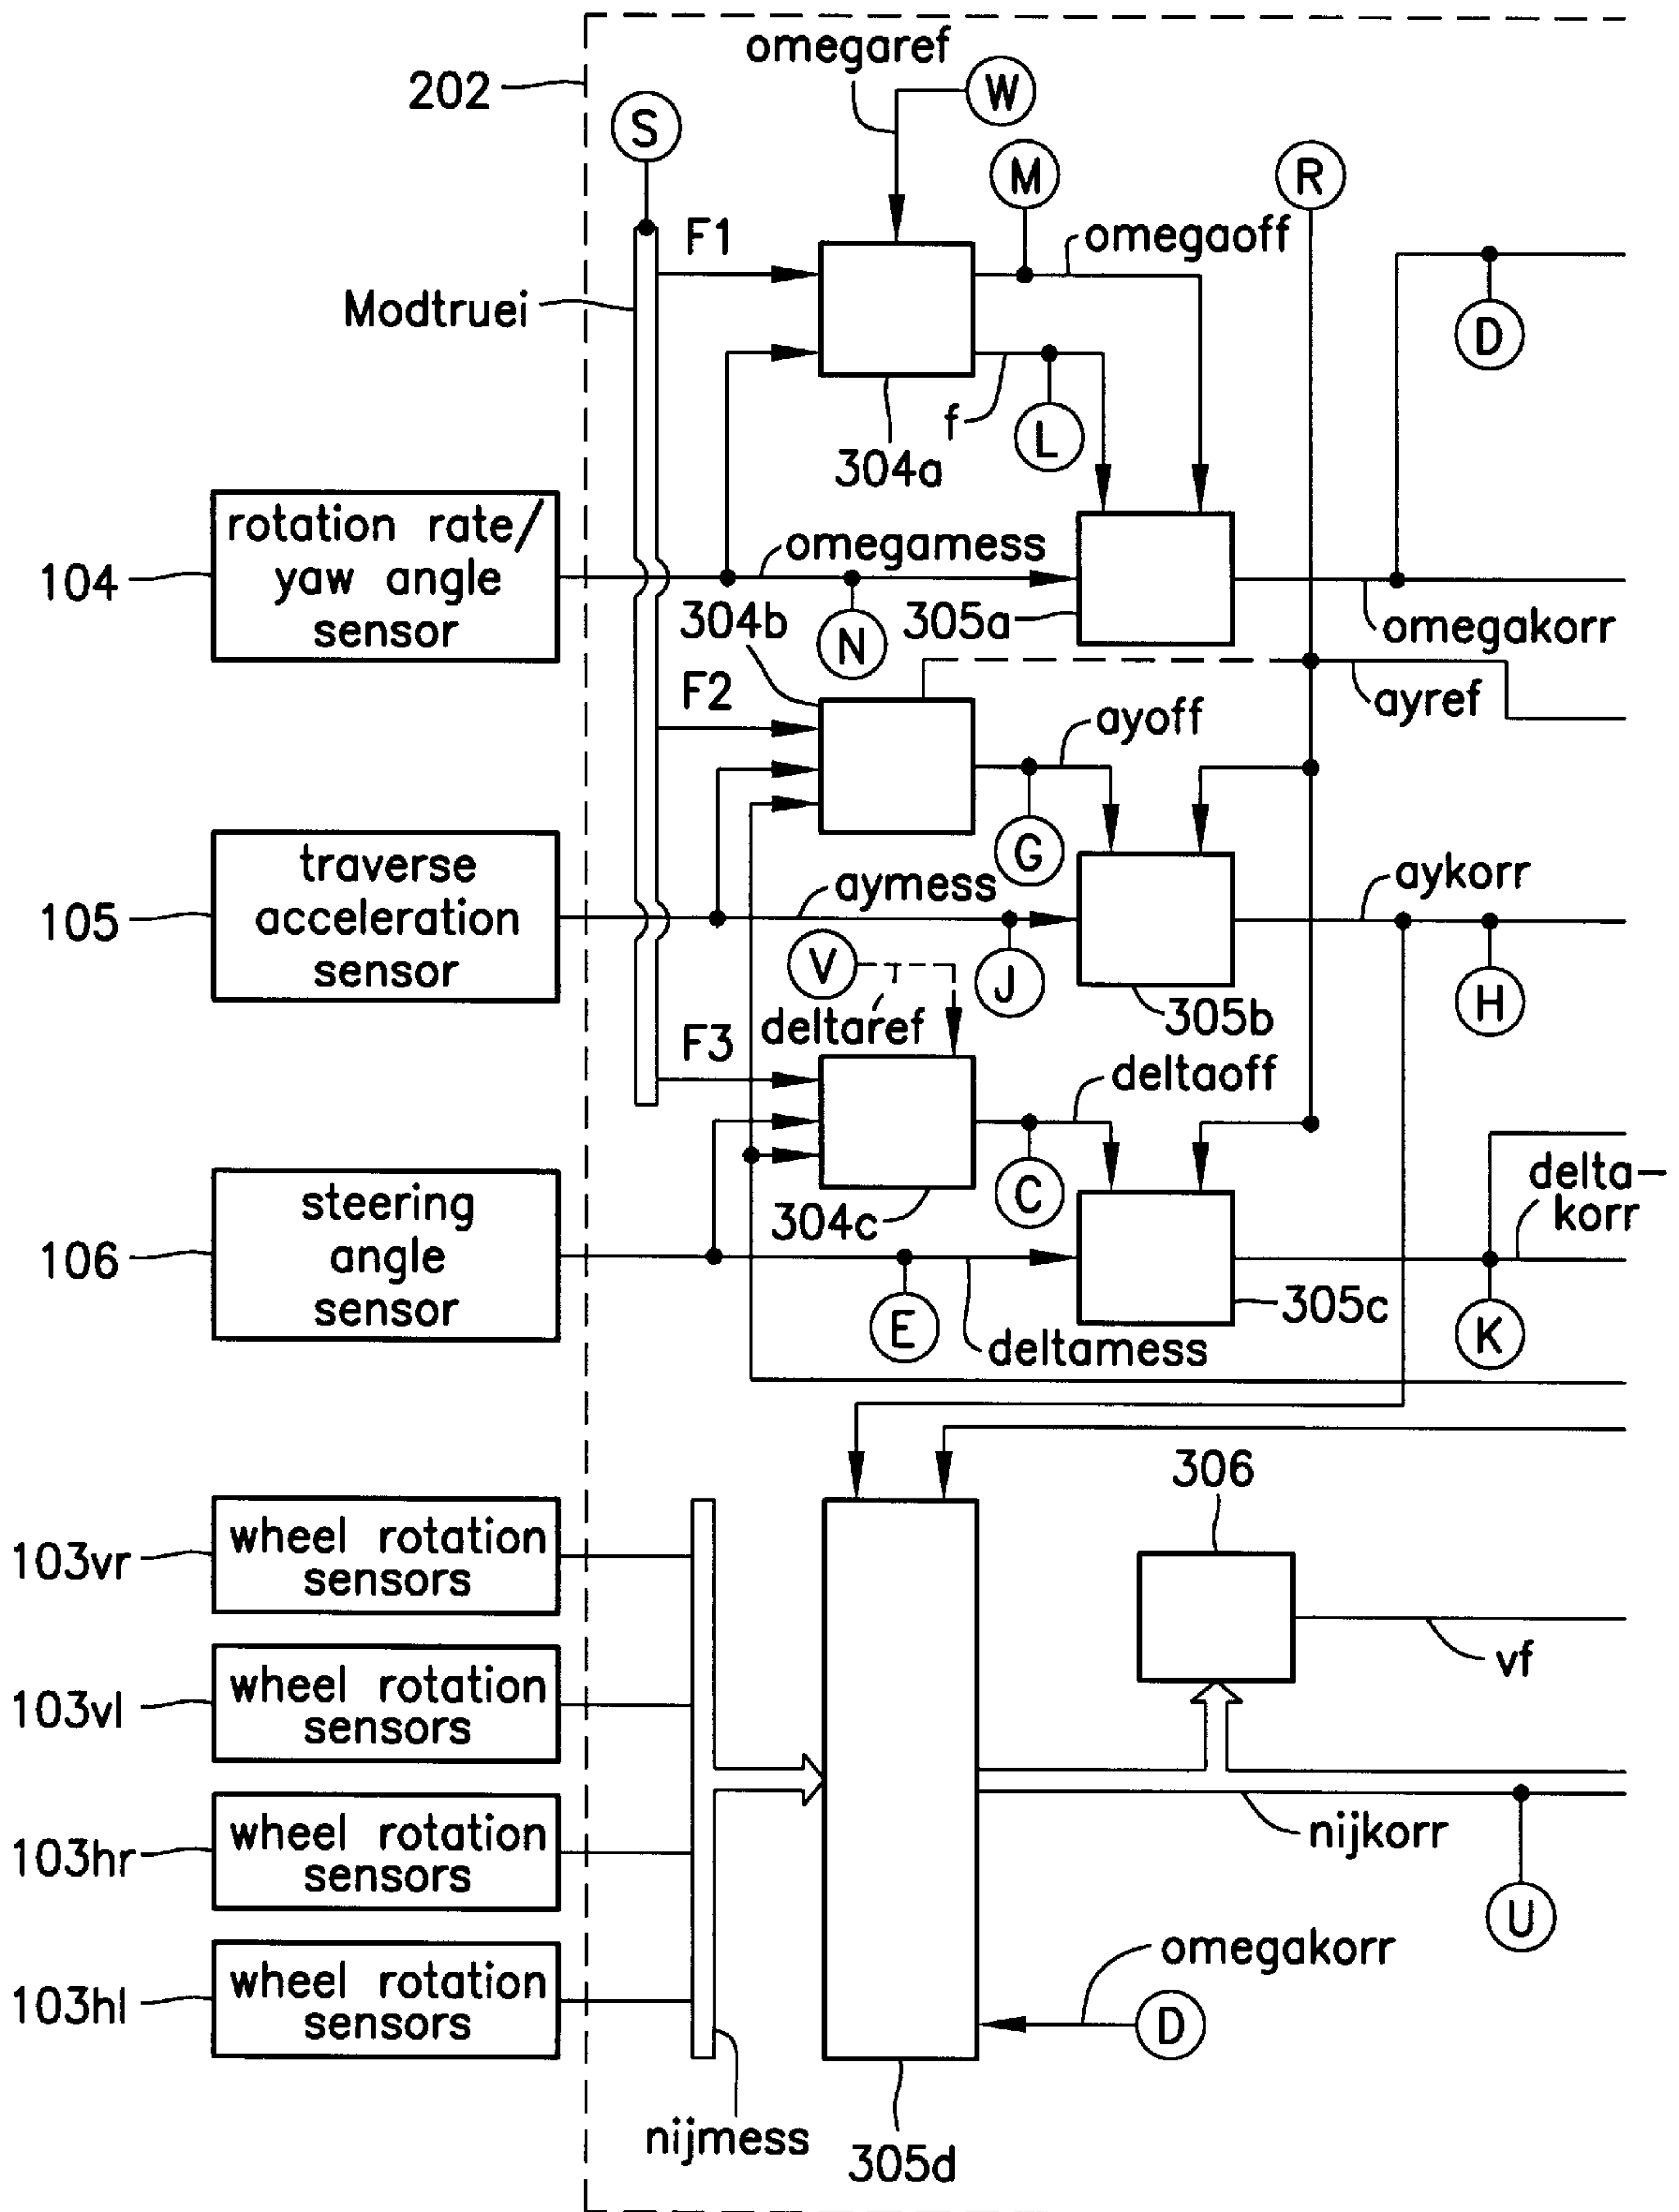 omegaref
202
W
S
M
R
F1
omegaoff
Modtruei
D
f
L
304a
rotation rate/
yaw angle
sensor
104
omegamess
304b
N
305a
omegakorr
F2
ayref
ayoff
traverse
acceleration
sensor
105
G
aymess
aykorr
V
J
H
deltaref
305b
F3
deltaoff
steering
angle
sensor
106
C
304c
delta-
korr
E
305c
K
deltamess
306
wheel rotation
sensors
103vr
vf
wheel rotation
sensors
103vl
wheel rotation
sensors
103hr
nijkorr
U
wheel rotation
sensors
103hl
omegakorr
D
nijmess
305d